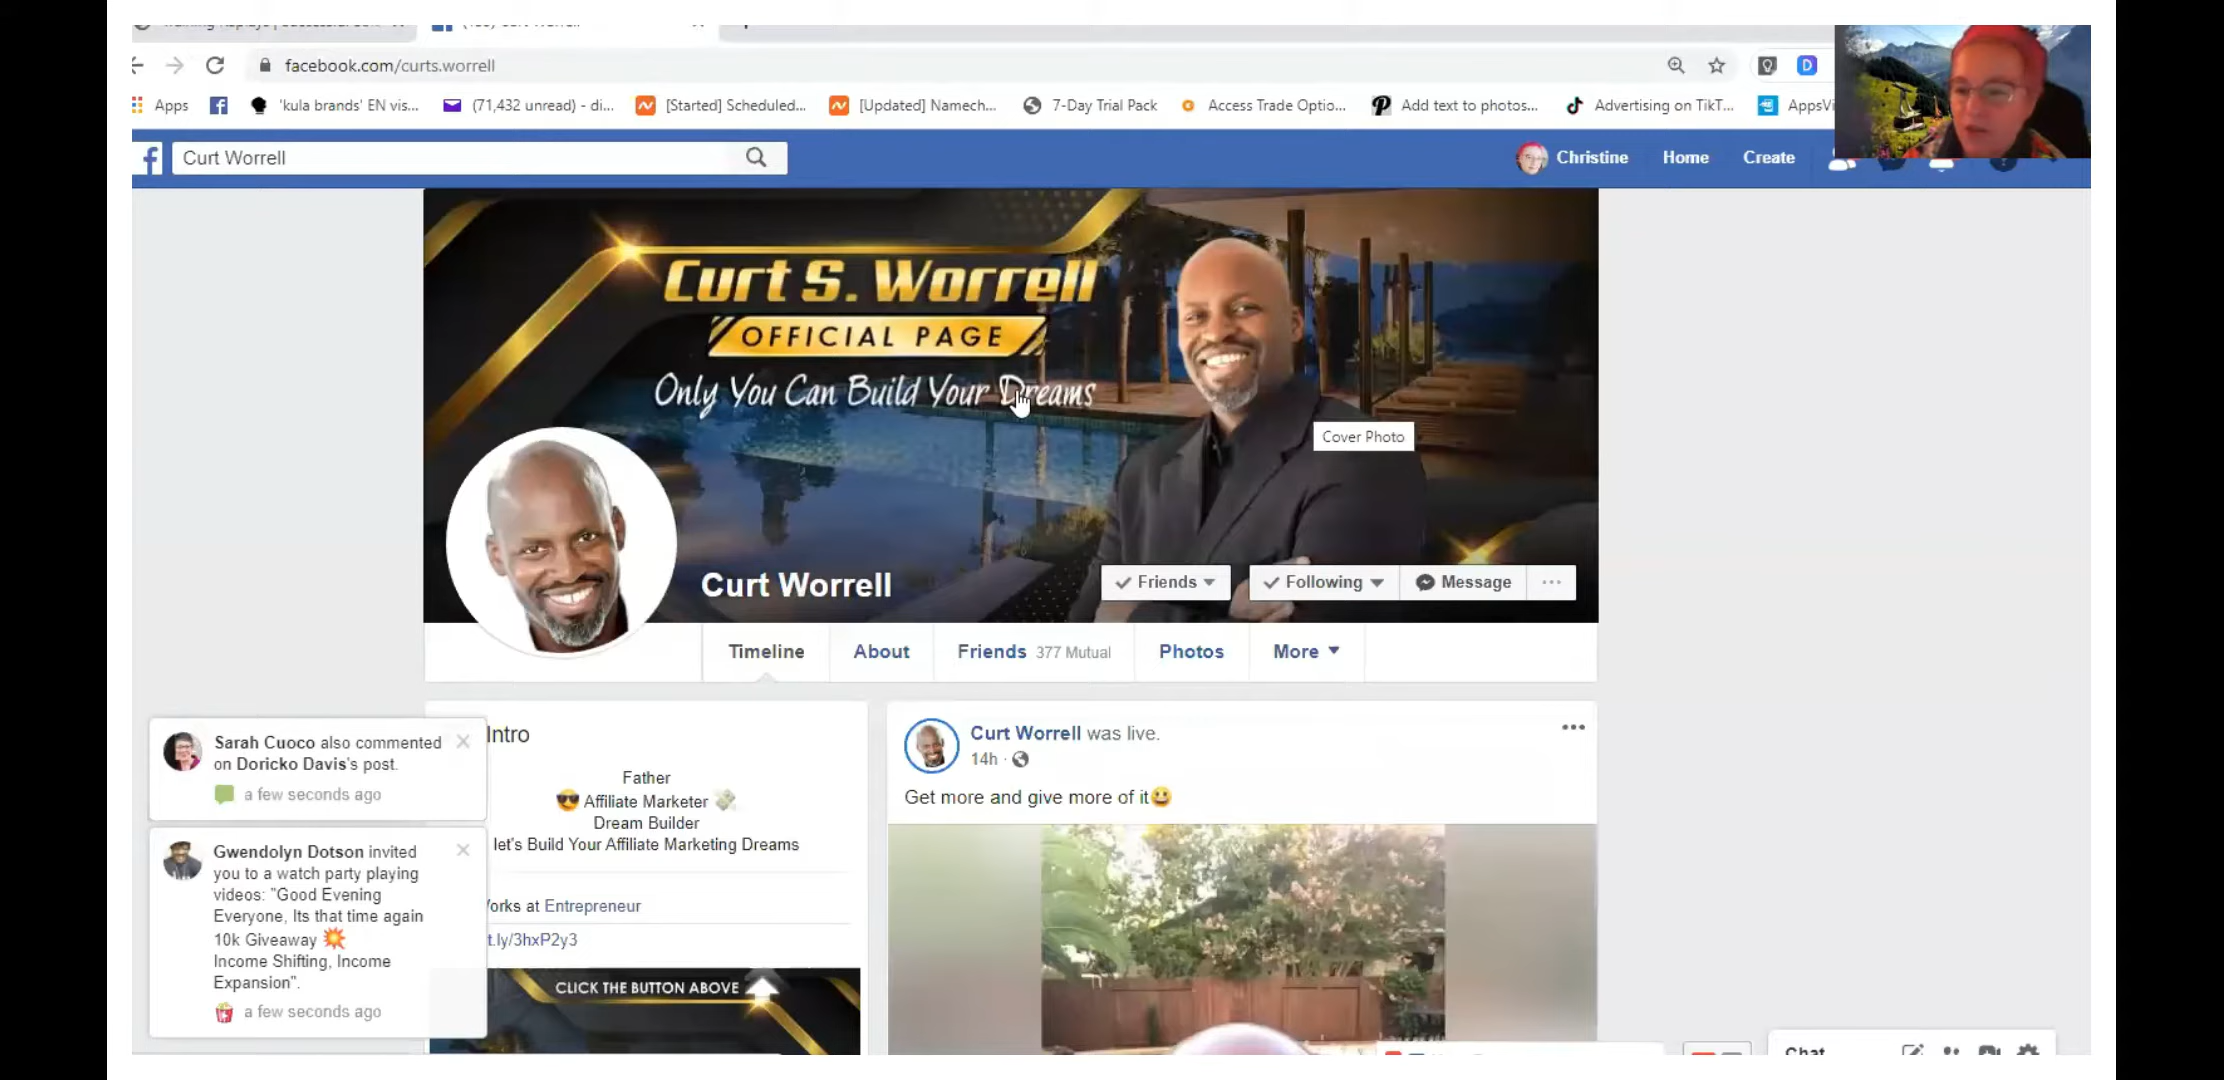 facebook.com/curts.worrell
Apps
'kula brands' EN vis...
(71,432 unread) - di...
[Started] Scheduled...
[Updated] Namech...
7-Day Trial Pack
Access Trade Optio...
Add text to photos...
Advertising on TikT...
AppsVi
Curt Worrell
Christine
Home
Create
Curt S. Worrell
OFFICIAL PAGE
Only You Can Build Your Dreams
Cover Photo
Curt Worrell
Friends
Following
Message
Timeline
About
Friends 377 Mutual
Photos
More
Sarah Cuoco also commented
on Doricko Davis's post.
a few seconds ago
Gwendolyn Dotson invited
you to a watch party playing
videos: "Good Evening
Everyone, Its that time again
10k Giveaway 💥
Income Shifting, Income
Expansion".
a few seconds ago
Intro
Father
😎 Affiliate Marketer 💸
Dream Builder
let's Build Your Affiliate Marketing Dreams
orks at Entrepreneur
t.ly/3hxP2y3
CLICK THE BUTTON ABOVE
Curt Worrell was live.
14h
Get more and give more of it😃
Chat